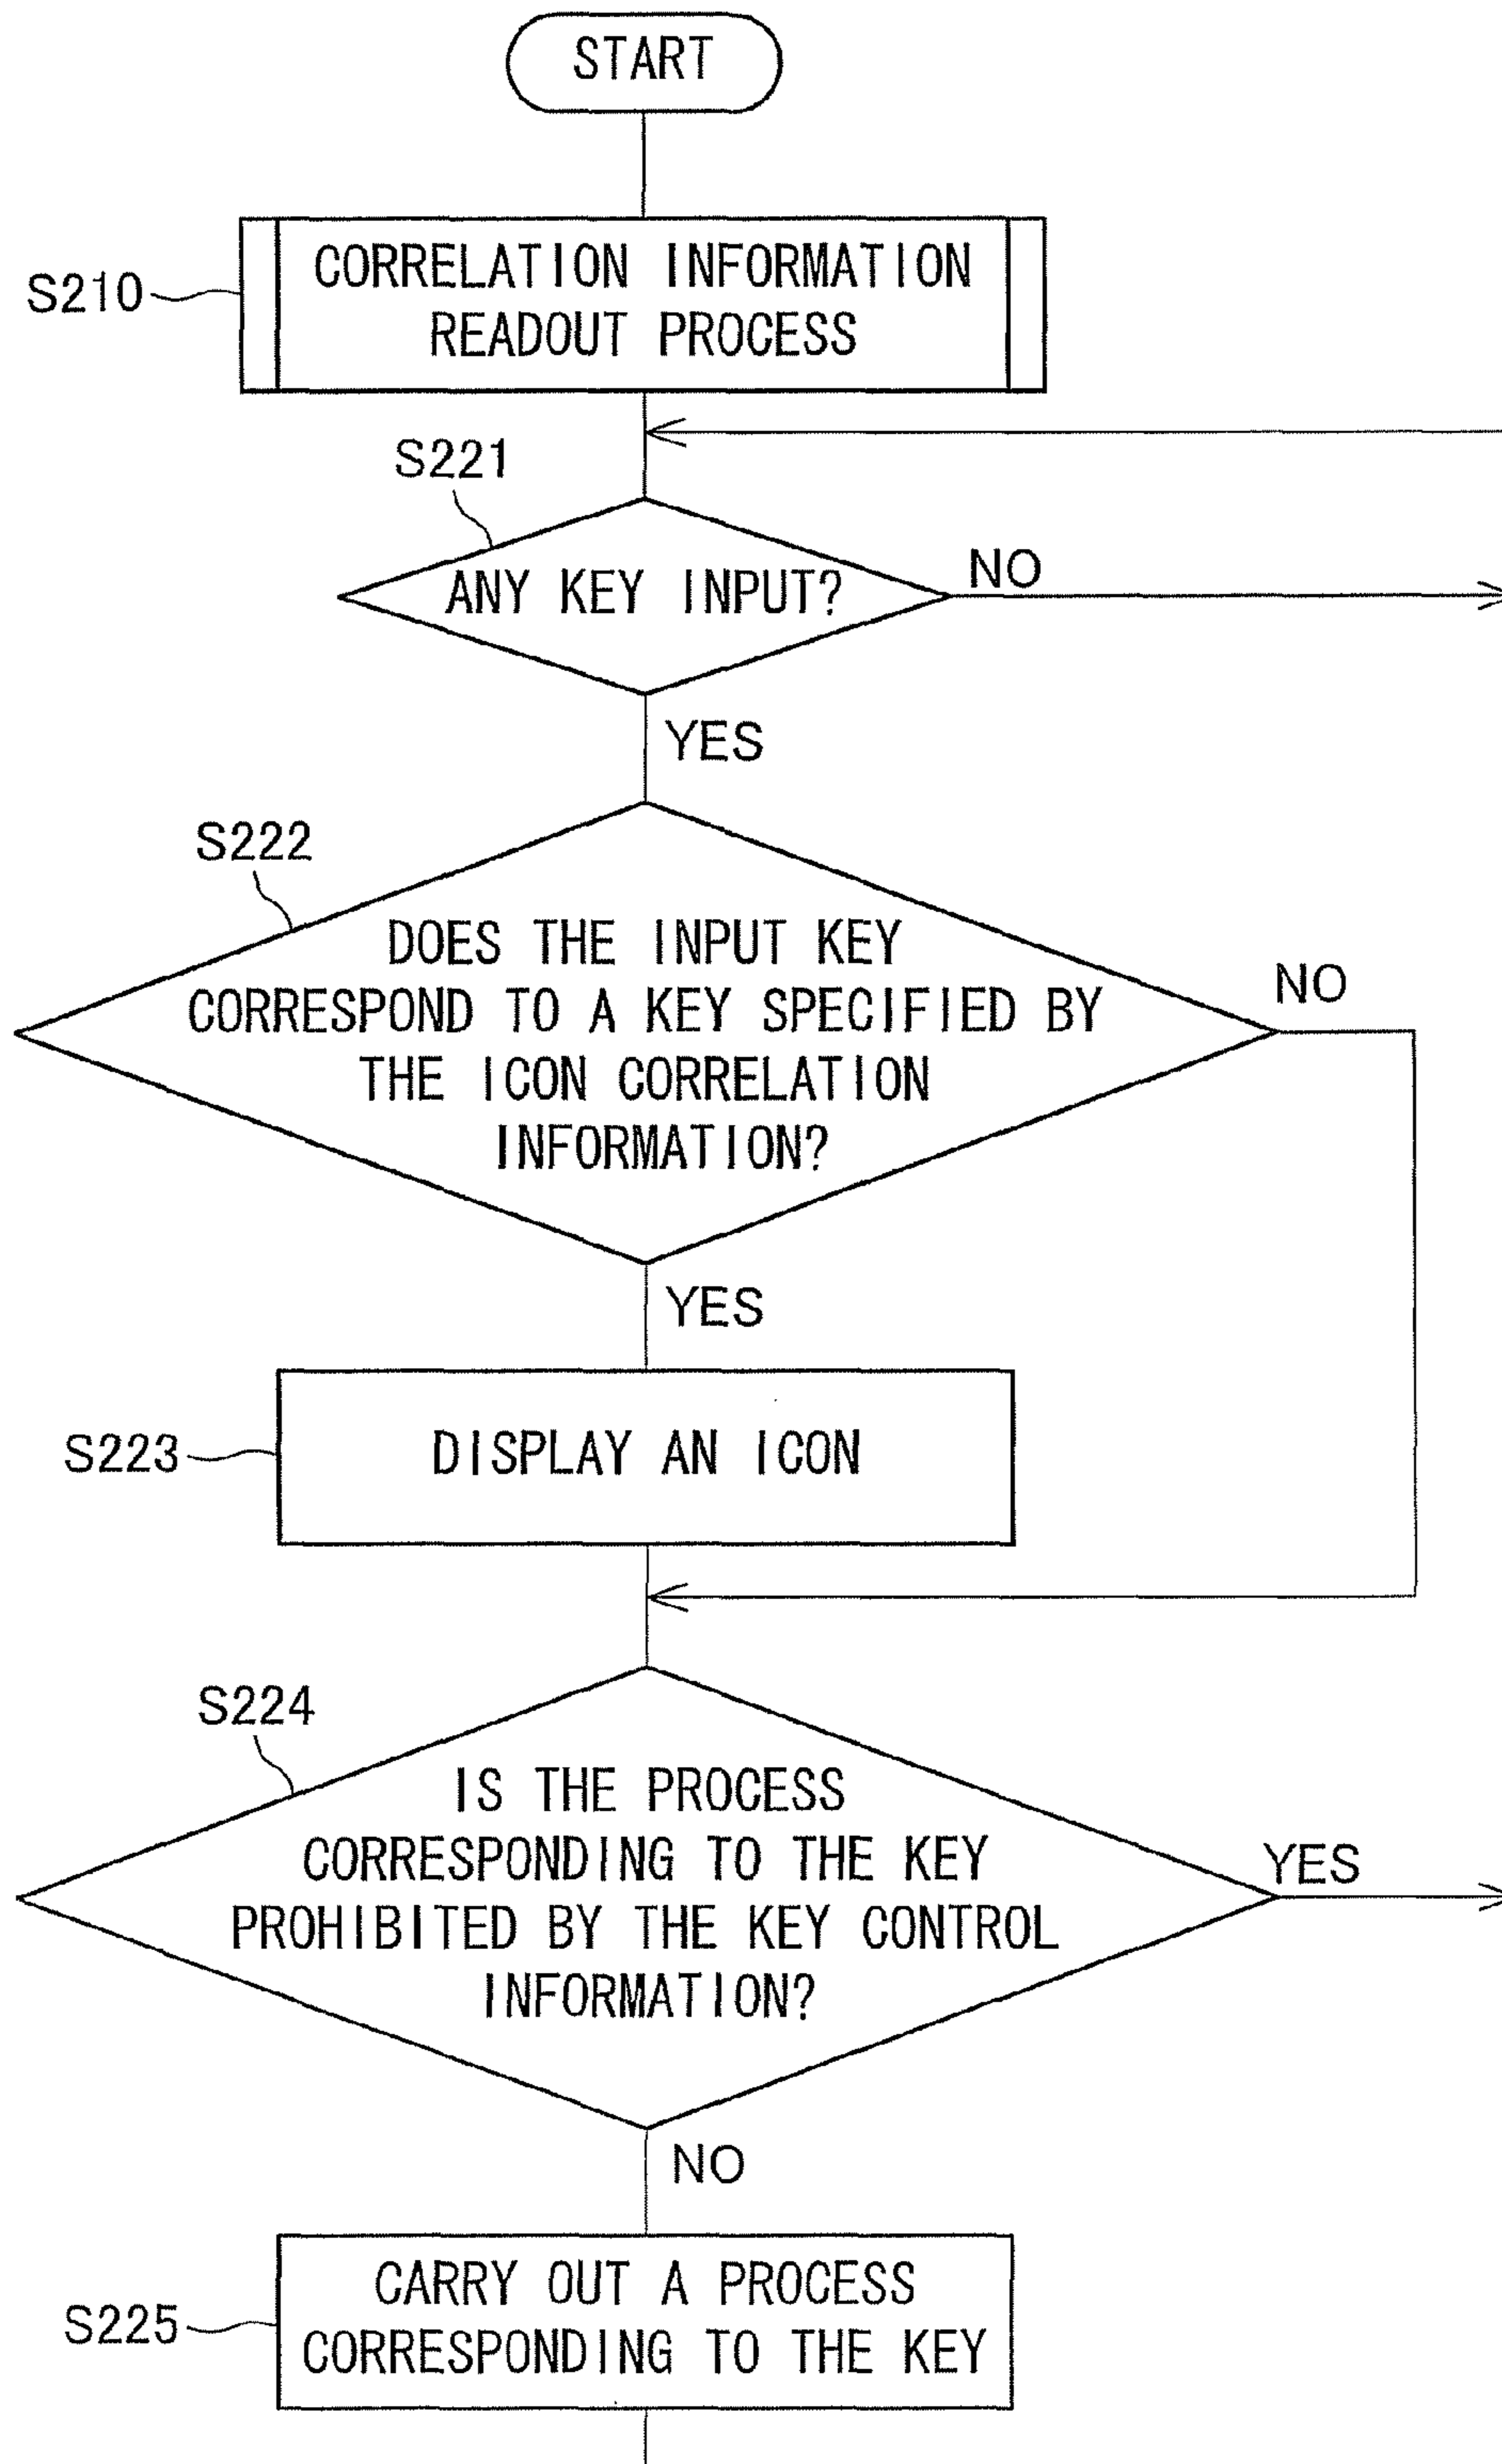 START
S210
CORRELATION INFORMATION
READOUT PROCESS
S221
ANY KEY INPUT?
NO
YES
S222
DOES THE INPUT KEY
CORRESPOND TO A KEY SPECIFIED BY
THE ICON CORRELATION
INFORMATION?
NO
YES
S223
DISPLAY AN ICON
S224
IS THE PROCESS
CORRESPONDING TO THE KEY
PROHIBITED BY THE KEY CONTROL
INFORMATION?
YES
NO
S225
CARRY OUT A PROCESS
CORRESPONDING TO THE KEY